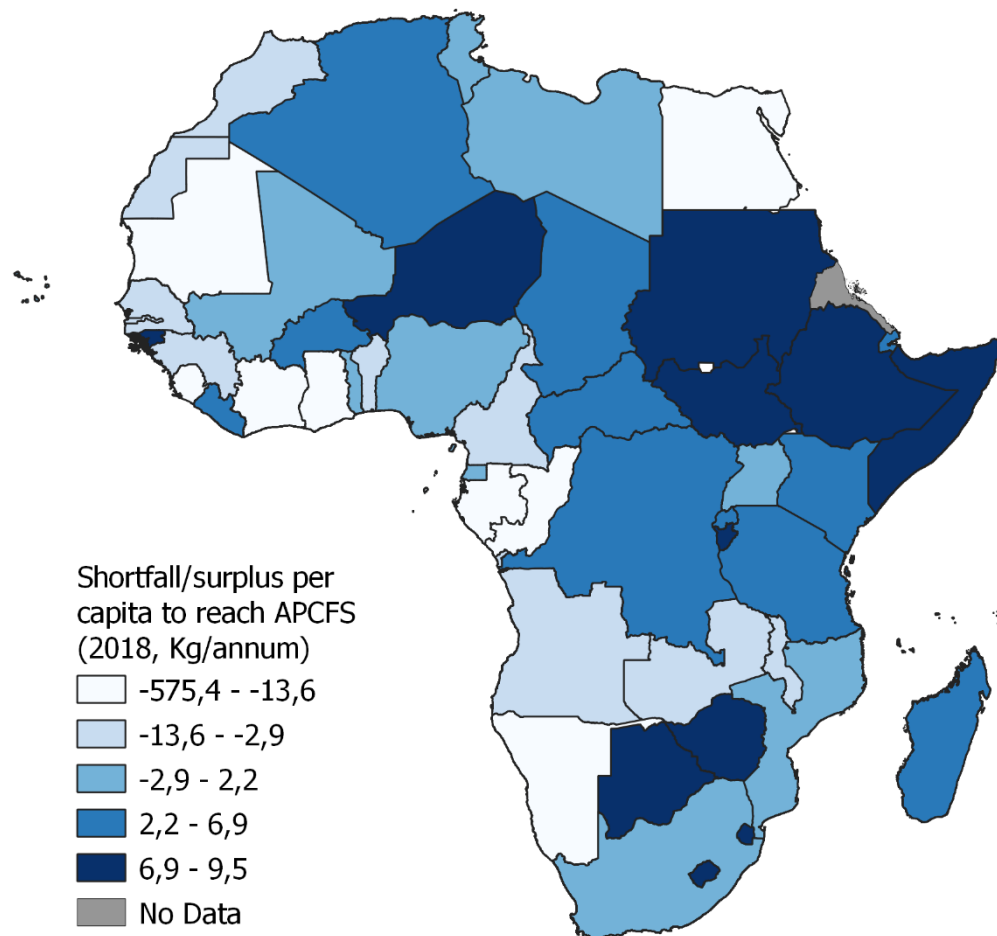 Shortfall/surplus per
capita to reach APCFS
(2018, Kg/annum)
-575,4 - -13,6
-13,6 - -2,9
-2,9 - 2,2
2,2 - 6,9
6,9 - 9,5
No Data